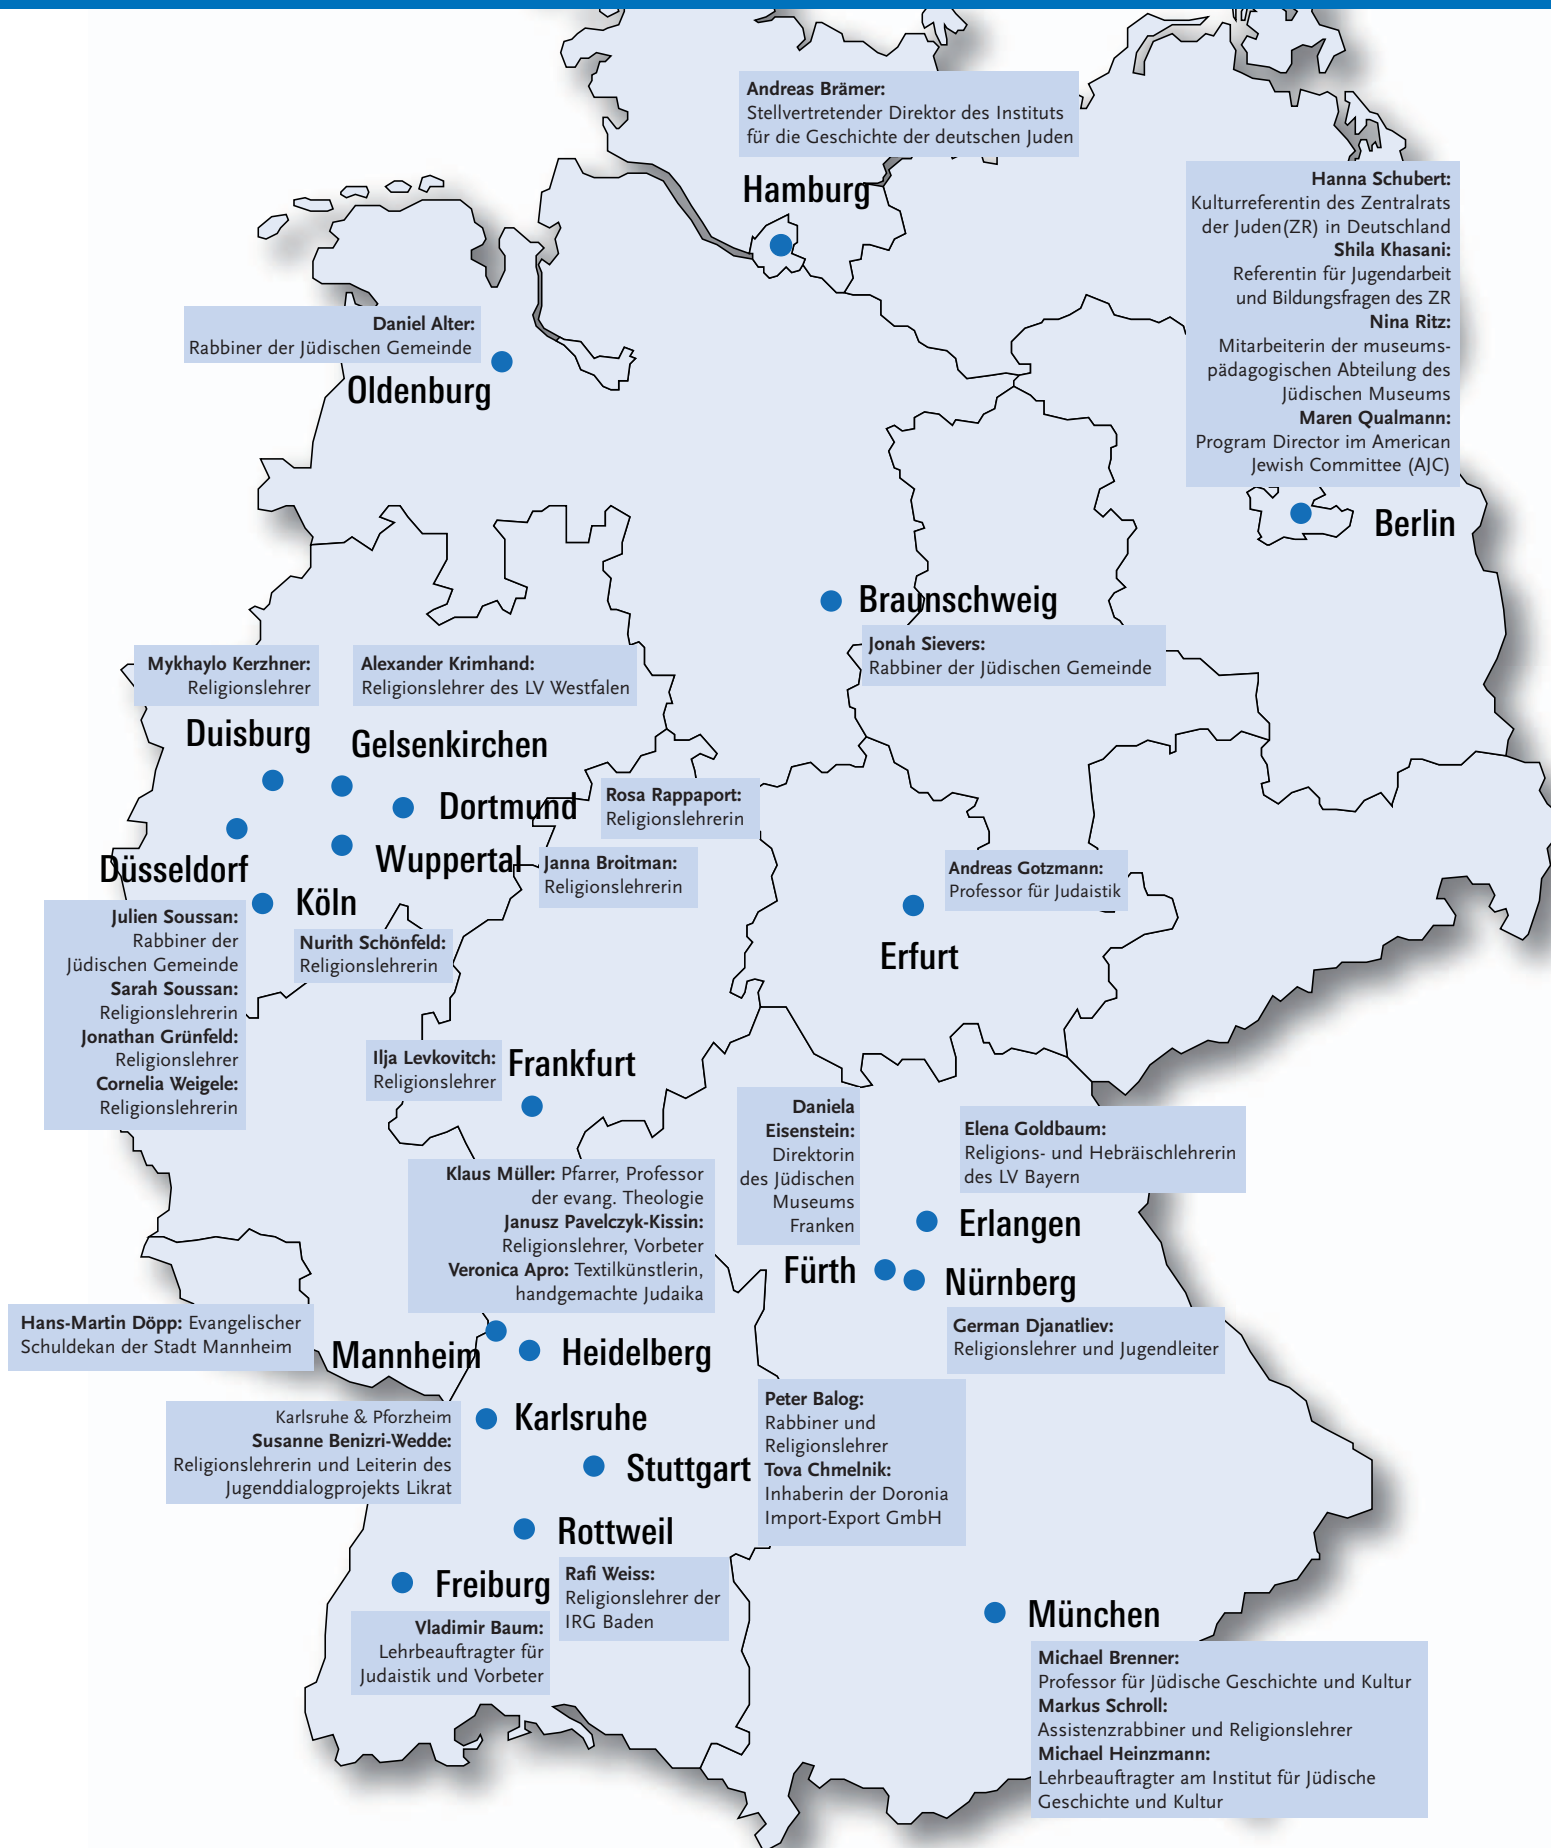 Andreas Brämer:
Stellvertretender Direktor des Instituts
für die Geschichte der deutschen Juden
Hamburg
Hanna Schubert:
Kulturreferentin des Zentralrats
der Juden(ZR) in Deutschland
Shila Khasani:
Referentin für Jugendarbeit
und Bildungsfragen des ZR
Nina Ritz:
Mitarbeiterin der museums-
pädagogischen Abteilung des
Jüdischen Museums
Maren Qualmann:
Program Director im American
Jewish Committee (AJC)
Berlin
Daniel Alter:
Rabbiner der Jüdischen Gemeinde
Oldenburg
Braunschweig
Jonah Sievers:
Rabbiner der Jüdischen Gemeinde
Mykhaylo Kerzhner:
Religionslehrer
Duisburg
Alexander Krimhand:
Religionslehrer des LV Westfalen
Gelsenkirchen
Dortmund
Rosa Rappaport:
Religionslehrerin
Wuppertal
Janna Broitman:
Religionslehrerin
Düsseldorf
Julien Soussan:
Rabbiner der
Jüdischen Gemeinde
Sarah Soussan:
Religionslehrerin
Jonathan Grünfeld:
Religionslehrer
Cornelia Weigele:
Religionslehrerin
Köln
Nurith Schönfeld:
Religionslehrerin
Andreas Gotzmann:
Professor für Judaistik
Erfurt
Ilja Levkovitch:
Religionslehrer
Frankfurt
Daniela
Eisenstein:
Direktorin
des Jüdischen
Museums
Franken
Fürth
Elena Goldbaum:
Religions- und Hebräischlehrerin
des LV Bayern
Erlangen
Nürnberg
German Djanatliev:
Religionslehrer und Jugendleiter
Klaus Müller: Pfarrer, Professor
der evang. Theologie
Janusz Pavelczyk-Kissin:
Religionslehrer, Vorbeter
Veronica Apro: Textilkünstlerin,
handgemachte Judaika
Heidelberg
Hans-Martin Döpp: Evangelischer
Schuldekan der Stadt Mannheim
Mannheim
Karlsruhe & Pforzheim
Susanne Benizri-Wedde:
Religionslehrerin und Leiterin des
Jugenddialogprojekts Likrat
Karlsruhe
Stuttgart
Peter Balog:
Rabbiner und
Religionslehrer
Tova Chmelnik:
Inhaberin der Doronia
Import-Export GmbH
Rottweil
Rafi Weiss:
Religionslehrer der
IRG Baden
Freiburg
Vladimir Baum:
Lehrbeauftragter für
Judaistik und Vorbeter
München
Michael Brenner:
Professor für Jüdische Geschichte und Kultur
Markus Schroll:
Assistenzrabbiner und Religionslehrer
Michael Heinzmann:
Lehrbeauftragter am Institut für Jüdische
Geschichte und Kultur